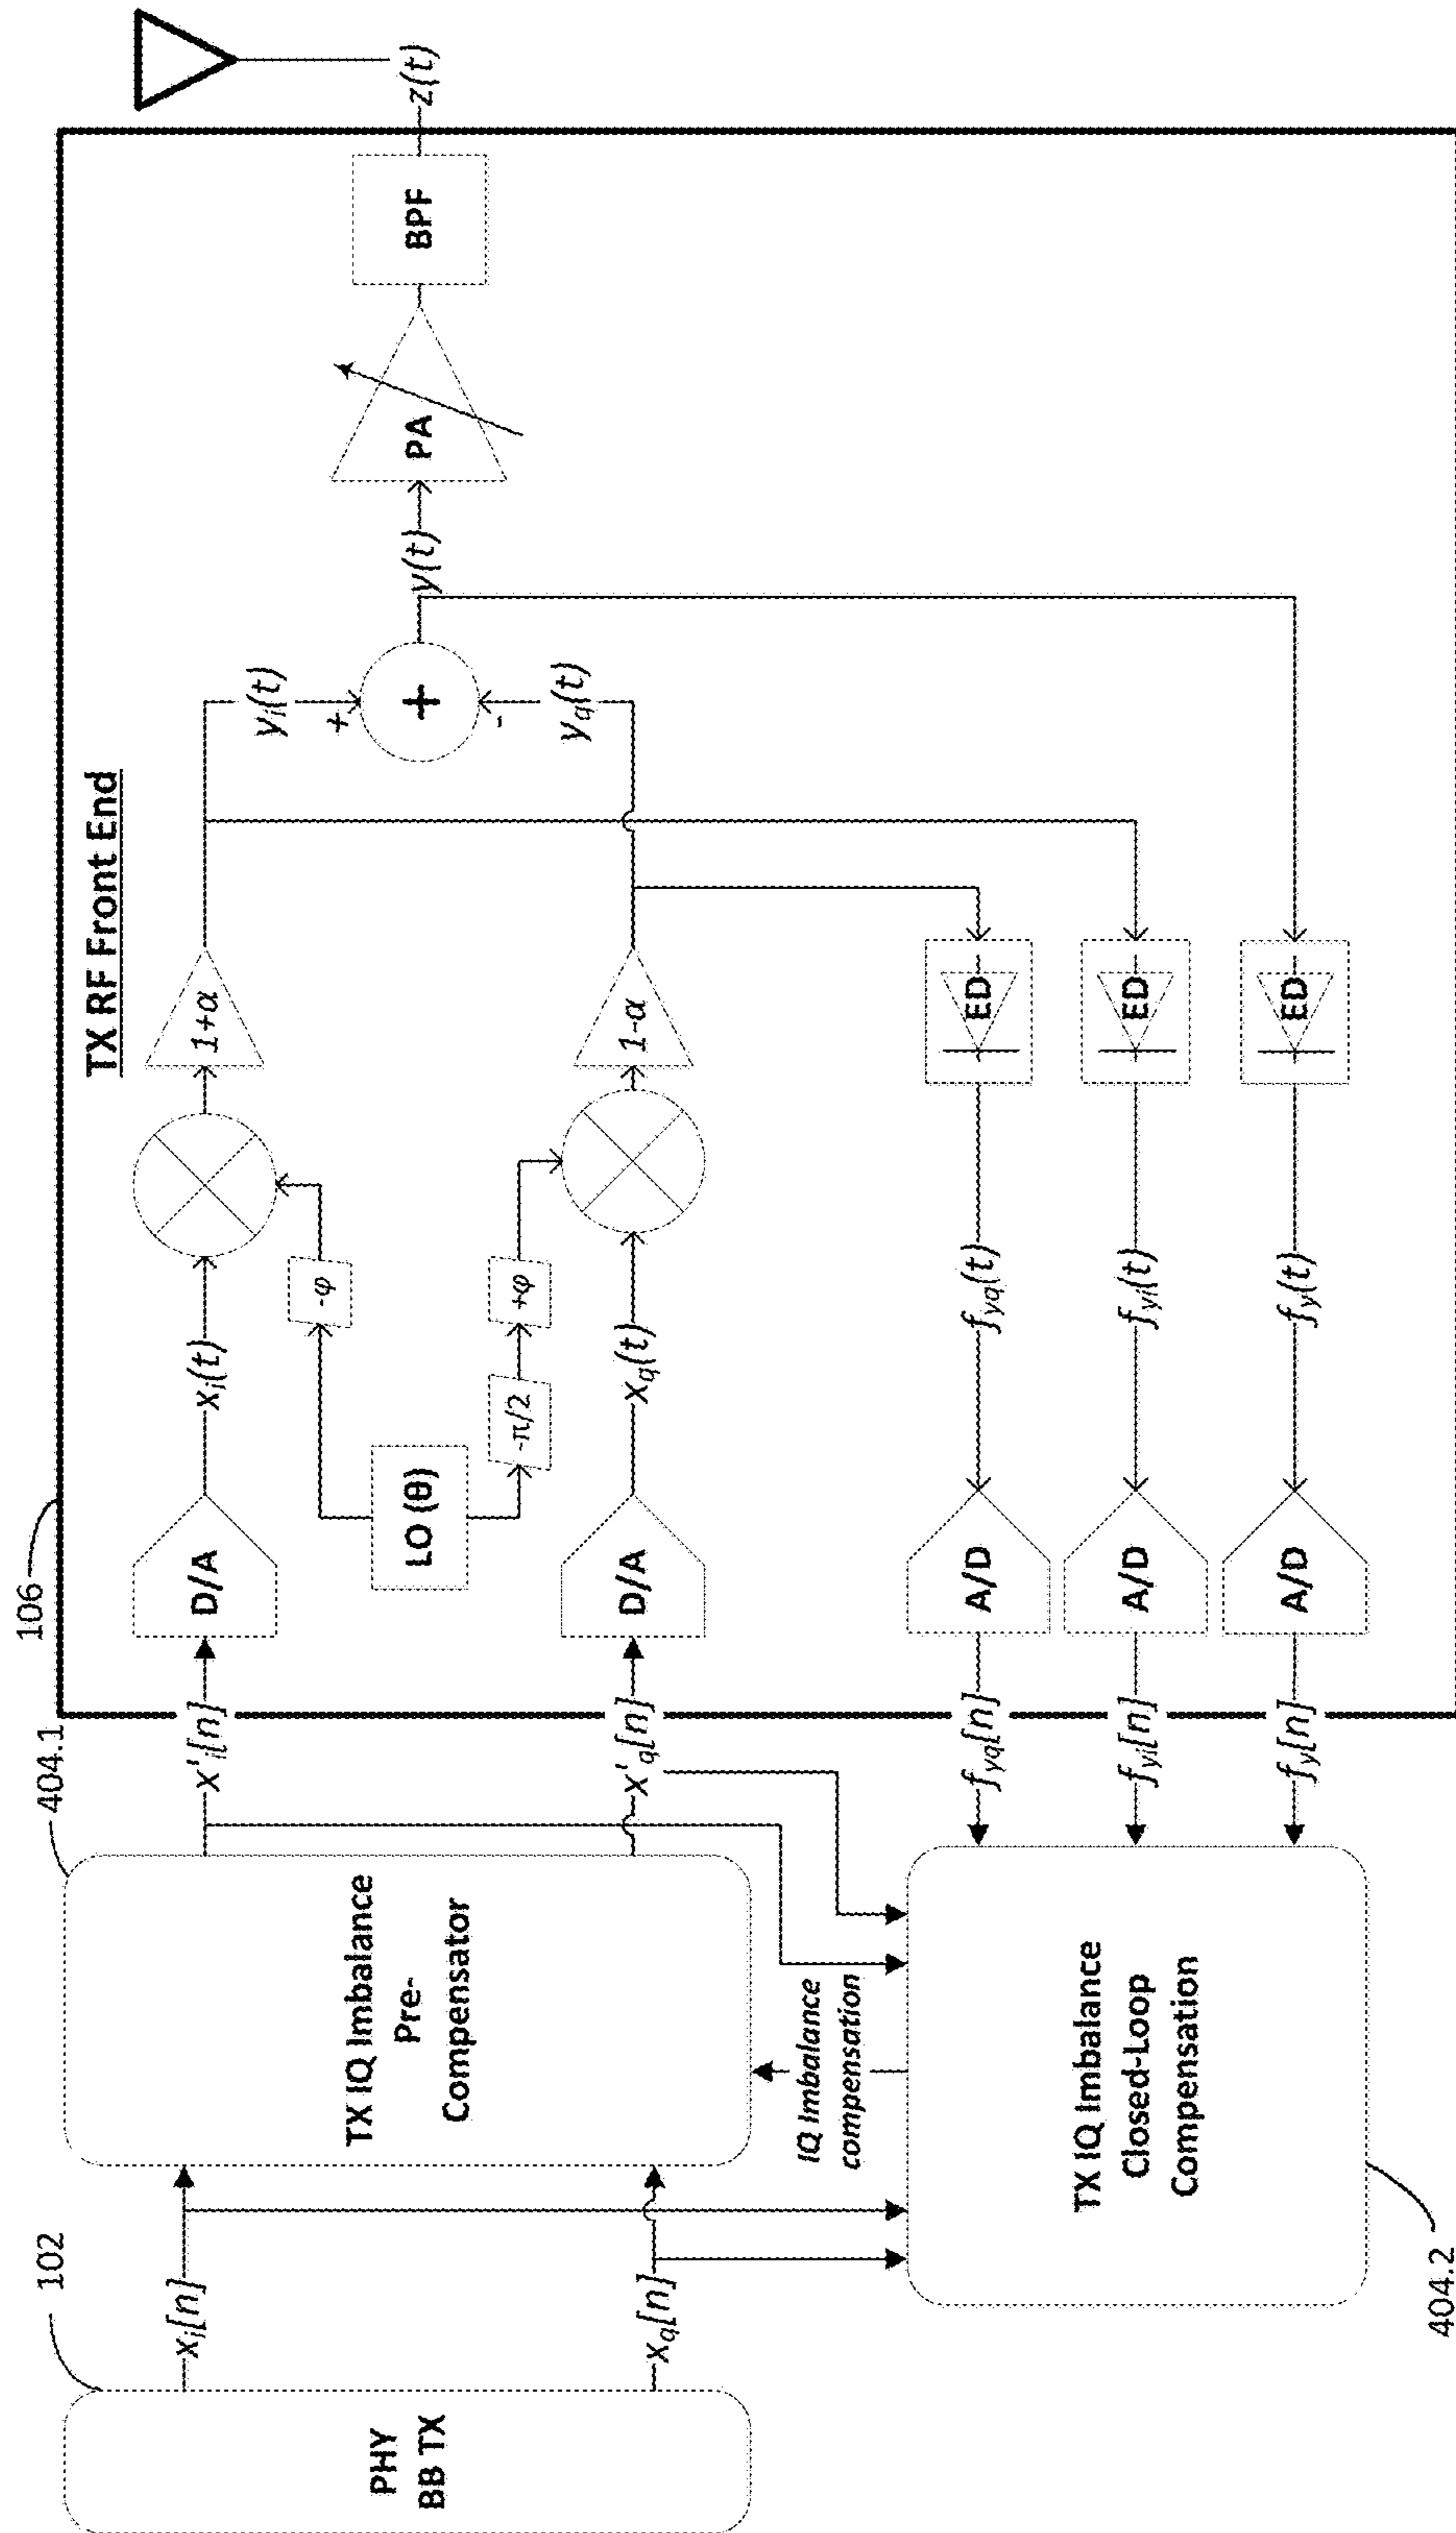 106
404.1
102
TX RF Front End
PHY
BB TX
x_i[n]
x_q[n]
TX IQ Imbalance
Pre-
Compensator
x'_i[n]
x'_q[n]
D/A
x_i(t)
1+α
y_i(t)
+
-φ
LO (θ)
-π/2
+φ
D/A
x_q(t)
1-α
y_q(t)
-
+
y(t)
PA
BPF
z(t)
IQ Imbalance
compensation
TX IQ Imbalance
Closed-Loop
Compensation
f_yq[n]
A/D
f_yq(t)
ED
f_yi[n]
A/D
f_yi(t)
ED
f_y[n]
A/D
f_y(t)
ED
404.2